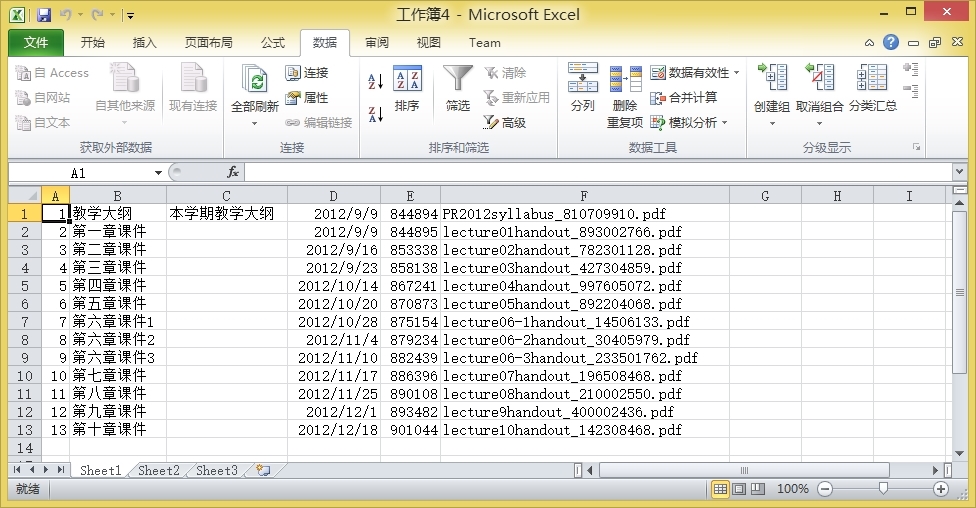 工作簿4 - Microsoft Excel
文件 开始 插入 页面布局 公式 数据 审阅 视图 Team
自 Access
自网站
自文本
自其他来源
现有连接
获取外部数据
全部刷新
连接
属性
编辑链接
连接
排序
筛选
清除
重新应用
高级
排序和筛选
分列
删除
重复项
数据有效性
合并计算
模拟分析
数据工具
创建组
取消组合
分类汇总
分级显示
A1 fx
A B C D E F G H I
1 1 教学大纲 本学期教学大纲 2012/9/9 844894 PR2012syllabus_810709910.pdf
2 2 第一章课件 2012/9/9 844895 lecture01handout_893002766.pdf
3 3 第二章课件 2012/9/16 853338 lecture02handout_782301128.pdf
4 4 第三章课件 2012/9/23 858138 lecture03handout_427304859.pdf
5 5 第四章课件 2012/10/14 867241 lecture04handout_997605072.pdf
6 6 第五章课件 2012/10/20 870873 lecture05handout_892204068.pdf
7 7 第六章课件1 2012/10/28 875154 lecture06-1handout_14506133.pdf
8 8 第六章课件2 2012/11/4 879234 lecture06-2handout_30405979.pdf
9 9 第六章课件3 2012/11/10 882439 lecture06-3handout_233501762.pdf
10 10 第七章课件 2012/11/17 886396 lecture07handout_196508468.pdf
11 11 第八章课件 2012/11/25 890108 lecture08handout_210002550.pdf
12 12 第九章课件 2012/12/1 893482 lecture9handout_400002436.pdf
13 13 第十章课件 2012/12/18 901044 lecture10handout_142308468.pdf
14
Sheet1 Sheet2 Sheet3
就绪 100%